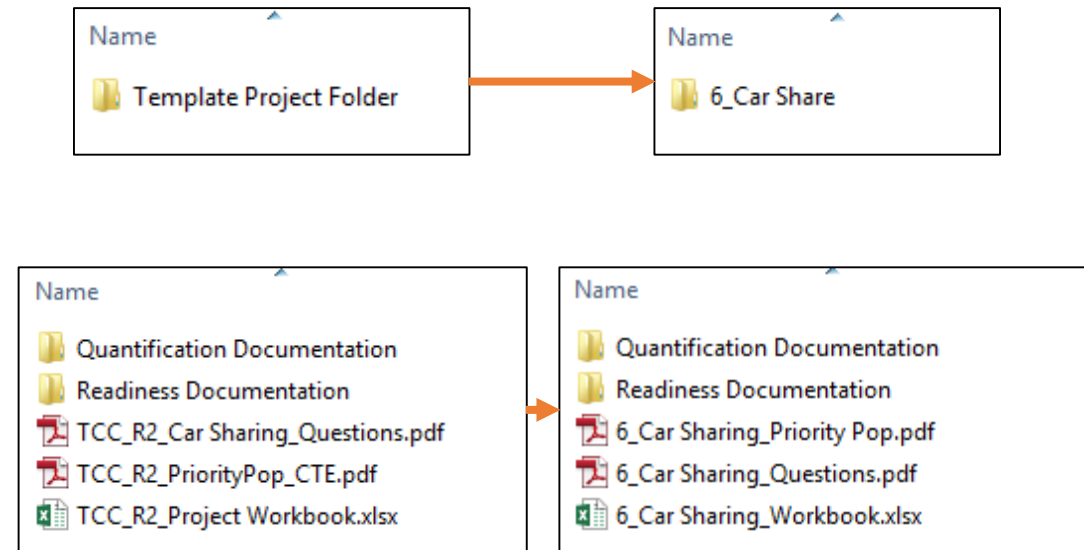 Name
Template Project Folder
Name
6_Car Share
Name
Quantification Documentation
Readiness Documentation
TCC_R2_Car Sharing_Questions.pdf
TCC_R2_PriorityPop_CTE.pdf
TCC_R2_Project Workbook.xlsx
Name
Quantification Documentation
Readiness Documentation
6_Car Sharing_Priority Pop.pdf
6_Car Sharing_Questions.pdf
6_Car Sharing_Workbook.xlsx